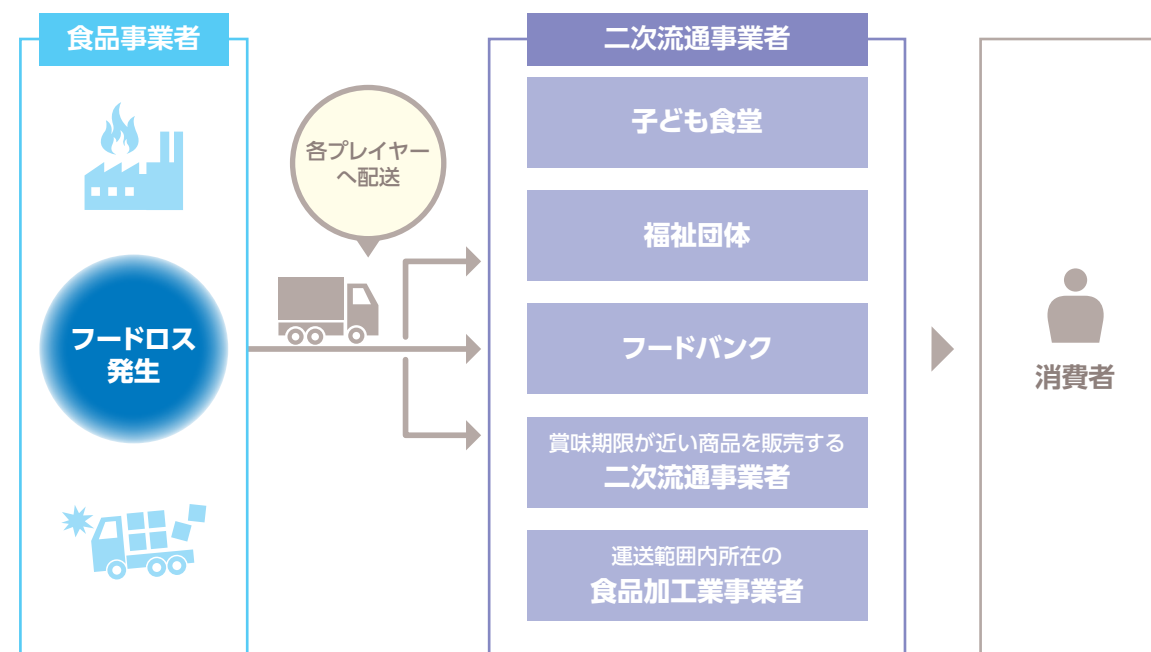 食品事業者
フードロス
発生
各プレイヤー
へ配送
二次流通事業者
子ども食堂
福祉団体
フードバンク
賞味期限が近い商品を販売する
二次流通事業者
運送範囲内所在の
食品加工業事業者
消費者